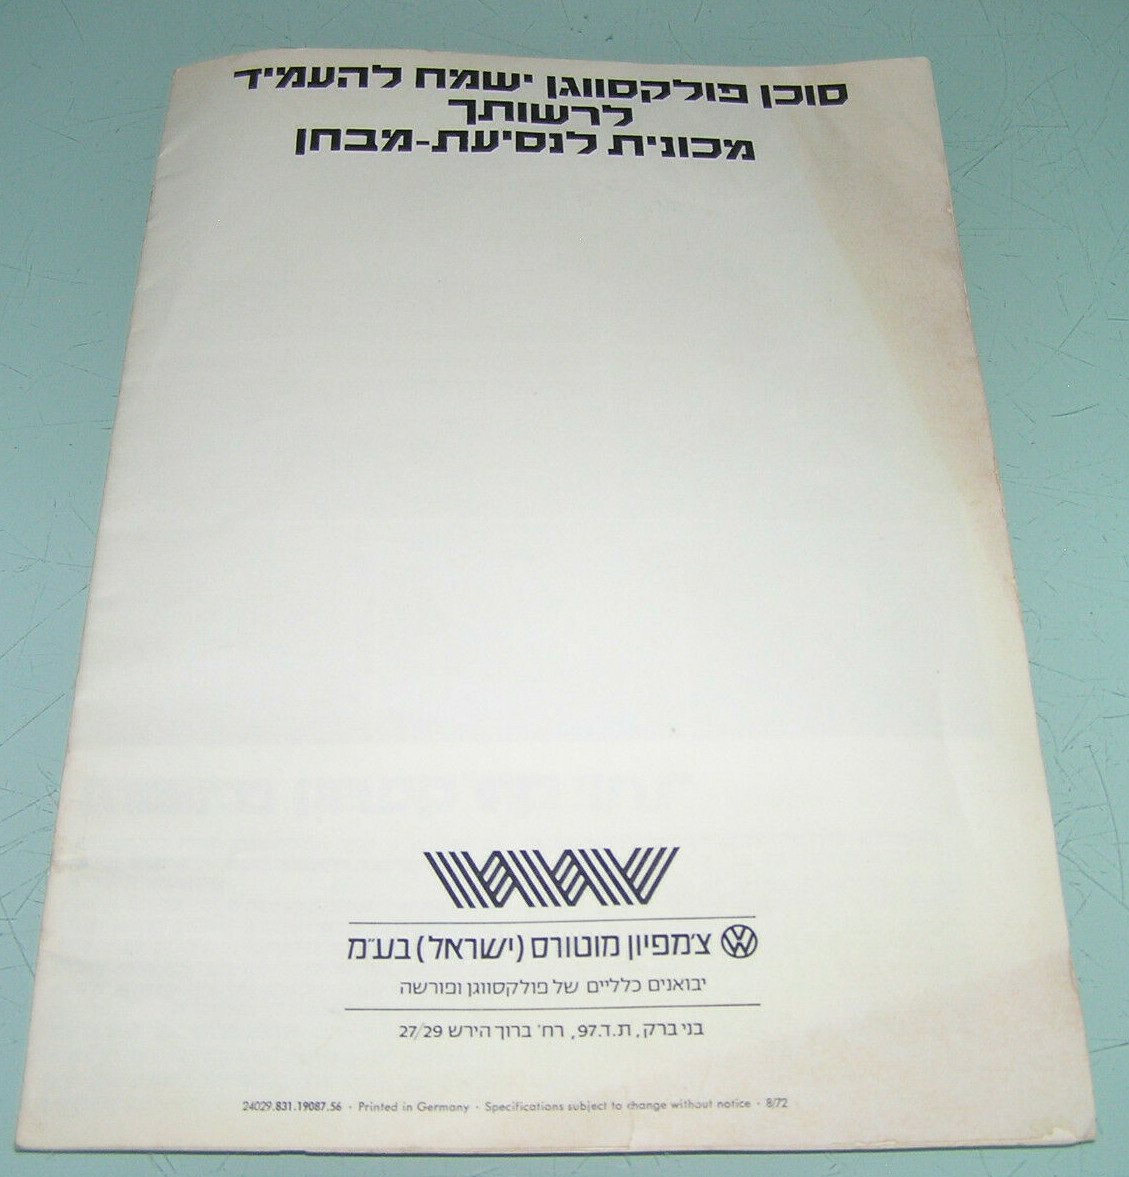 סוכן פולקסווגן ישמח להעמיד
לרשותך
מכונית לנסיעת-מבחן
צ'מפיון מוטורס (ישראל) בע"מ
יבואנים כלליים של פולקסווגן ופורשה
בני ברק, ת.ד. 97, רח' ברוך הירש 27/29
24029.831.19087.56 · Printed in Germany · Specifications subject to change without notice · 8/72